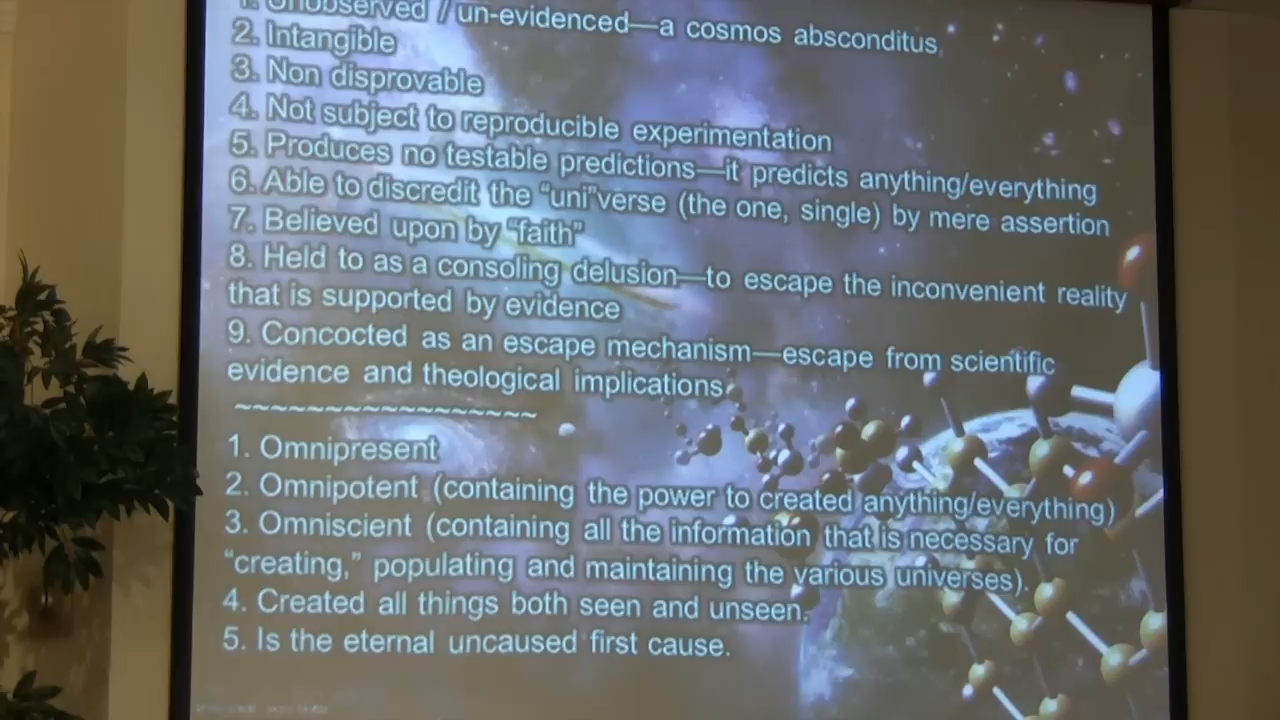 1. Unobserved / un-evidenced—a cosmos absconditus
2. Intangible
3. Non disprovable
4. Not subject to reproducible experimentation
5. Produces no testable predictions—it predicts anything/everything
6. Able to discredit the “uni”verse (the one, single) by mere assertion
7. Believed upon by “faith”
8. Held to as a consoling delusion—to escape the inconvenient reality
that is supported by evidence
9. Concocted as an escape mechanism—escape from scientific
evidence and theological implications
~~~~~~~~~~~~~~~~~
1. Omnipresent
2. Omnipotent (containing the power to created anything/everything)
3. Omniscient (containing all the information that is necessary for
“creating,” populating and maintaining the various universes).
4. Created all things both seen and unseen.
5. Is the eternal uncaused first cause.